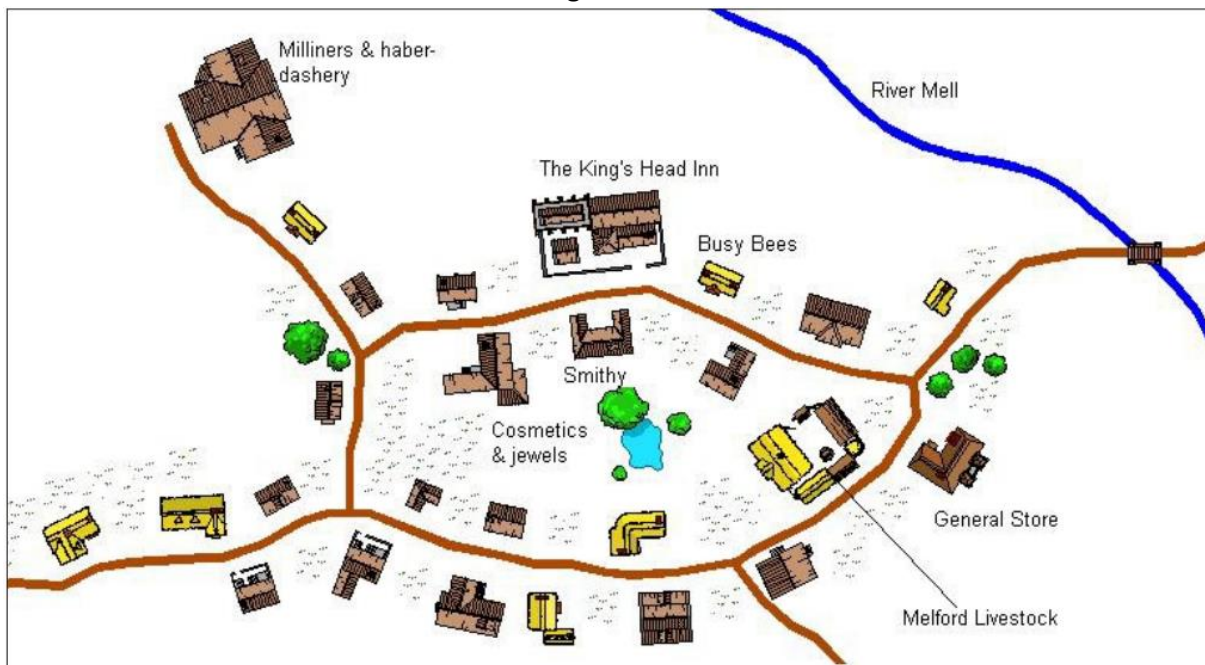 Milliners & haber-
dashery
River Mell
The King's Head Inn
Busy Bees
Smithy
Cosmetics
& jewels
General Store
Melford Livestock